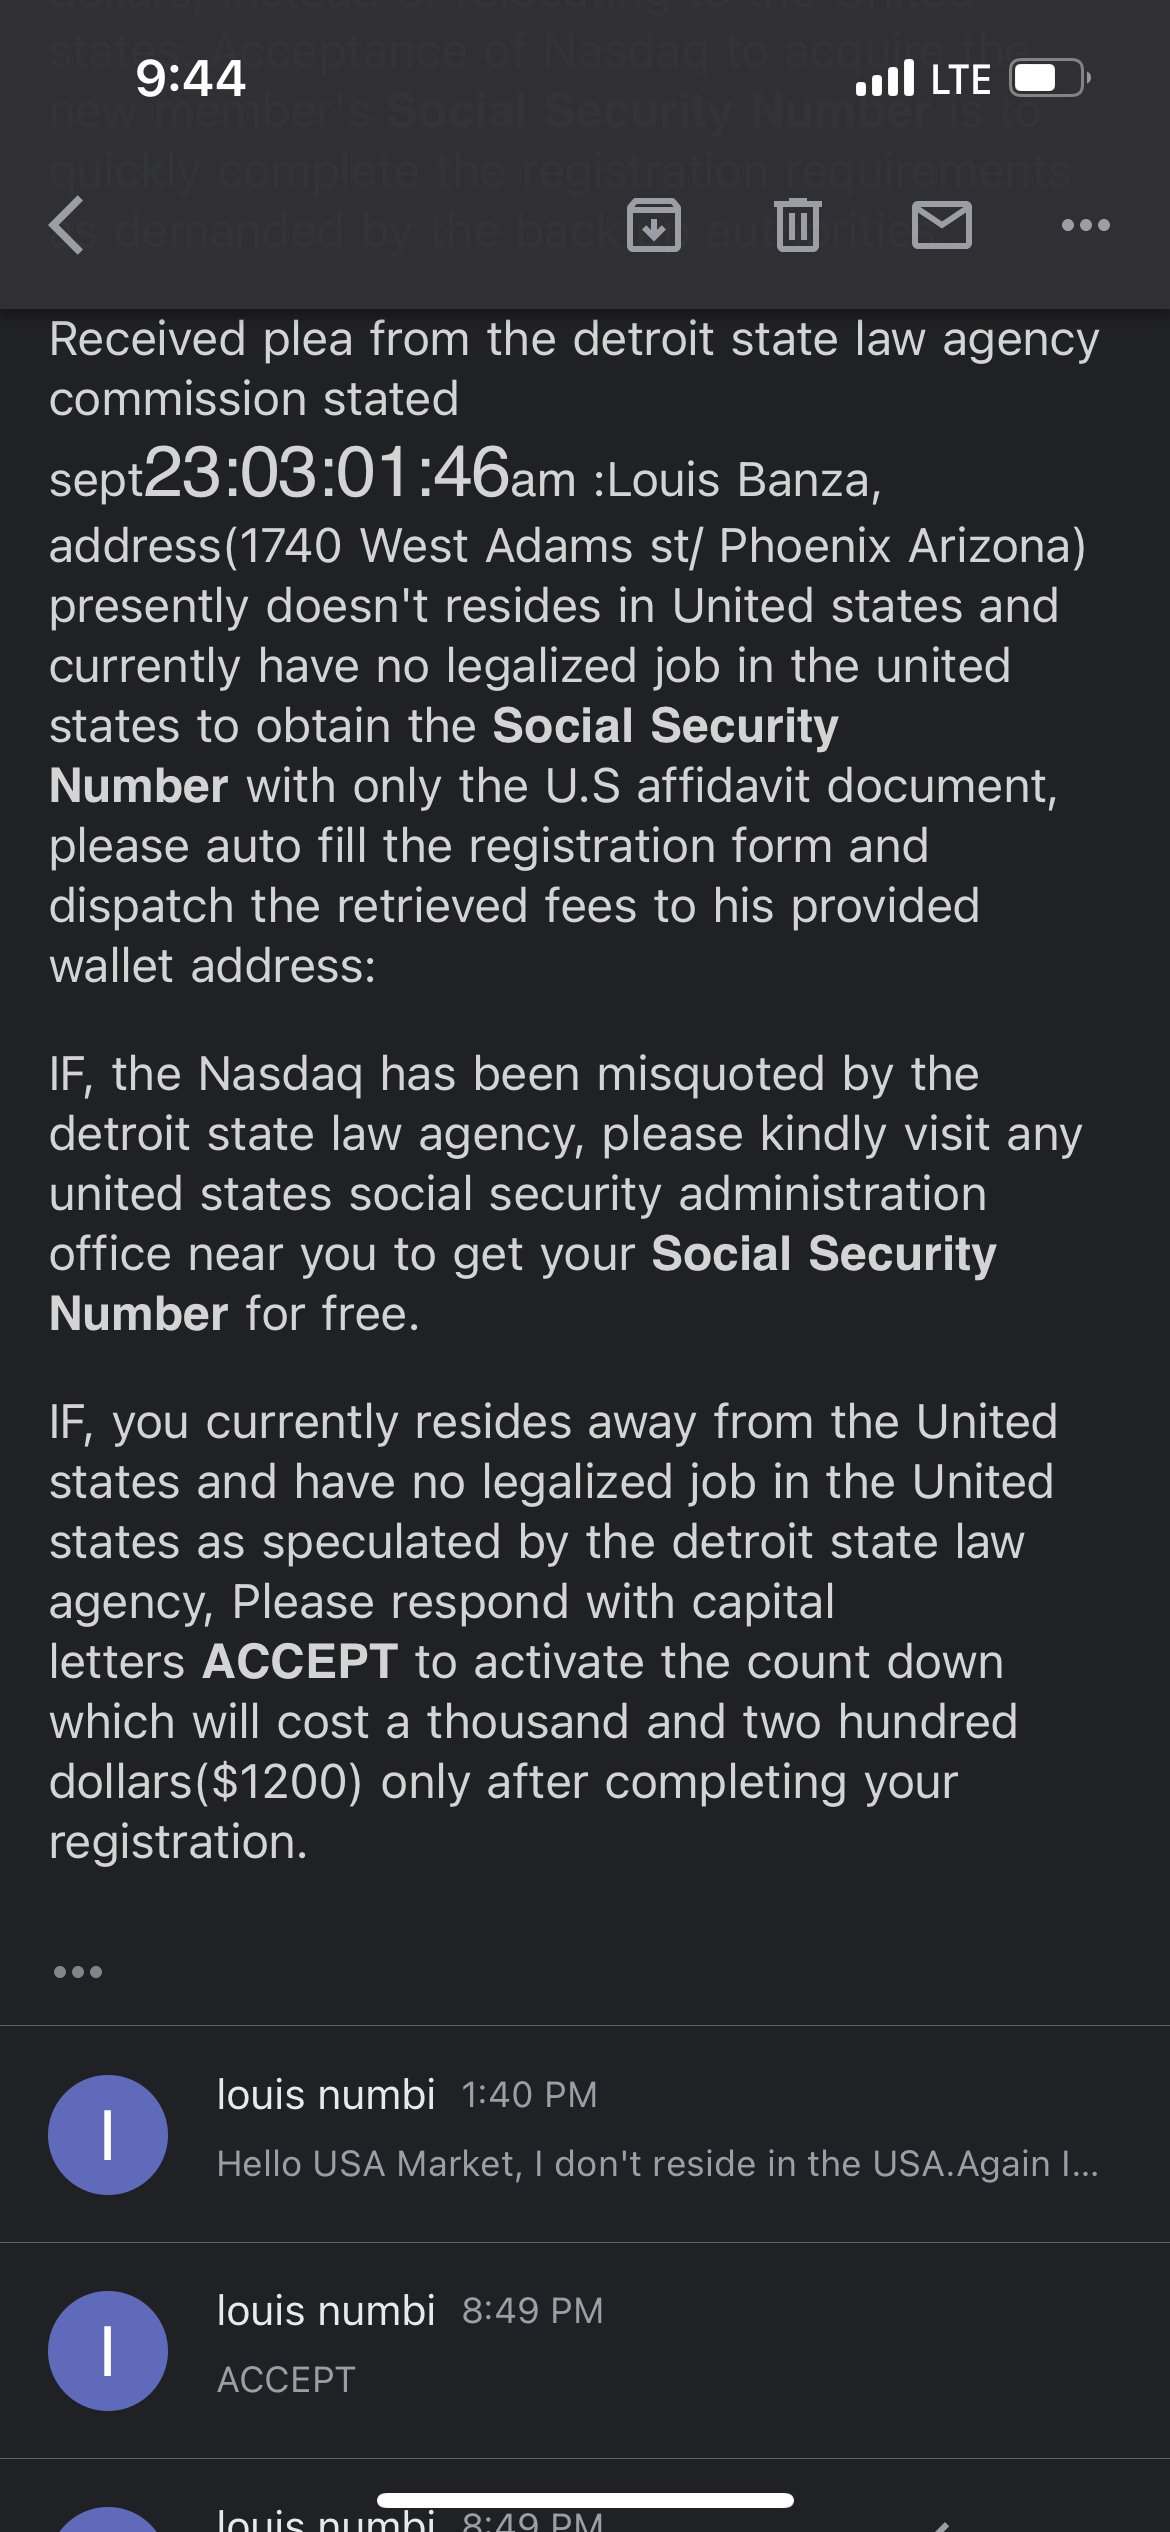 dollars, instead of relocating to the United
states. Acceptance of Nasdaq to acquire the
9:44 LTE
new member's Social Security Number is to
quickly complete the registration requirements
as demanded by the back authorities
Received plea from the detroit state law agency
commission stated
sept23:03:01:46am :Louis Banza,
address(1740 West Adams st/ Phoenix Arizona)
presently doesn't resides in United states and
currently have no legalized job in the united
states to obtain the Social Security
Number with only the U.S affidavit document,
please auto fill the registration form and
dispatch the retrieved fees to his provided
wallet address:
IF, the Nasdaq has been misquoted by the
detroit state law agency, please kindly visit any
united states social security administration
office near you to get your Social Security
Number for free.
IF, you currently resides away from the United
states and have no legalized job in the United
states as speculated by the detroit state law
agency, Please respond with capital
letters ACCEPT to activate the count down
which will cost a thousand and two hundred
dollars($1200) only after completing your
registration.
•••
l
louis numbi 1:40 PM
Hello USA Market, I don't reside in the USA.Again I...
l
louis numbi 8:49 PM
ACCEPT
louis numbi 8:49 PM